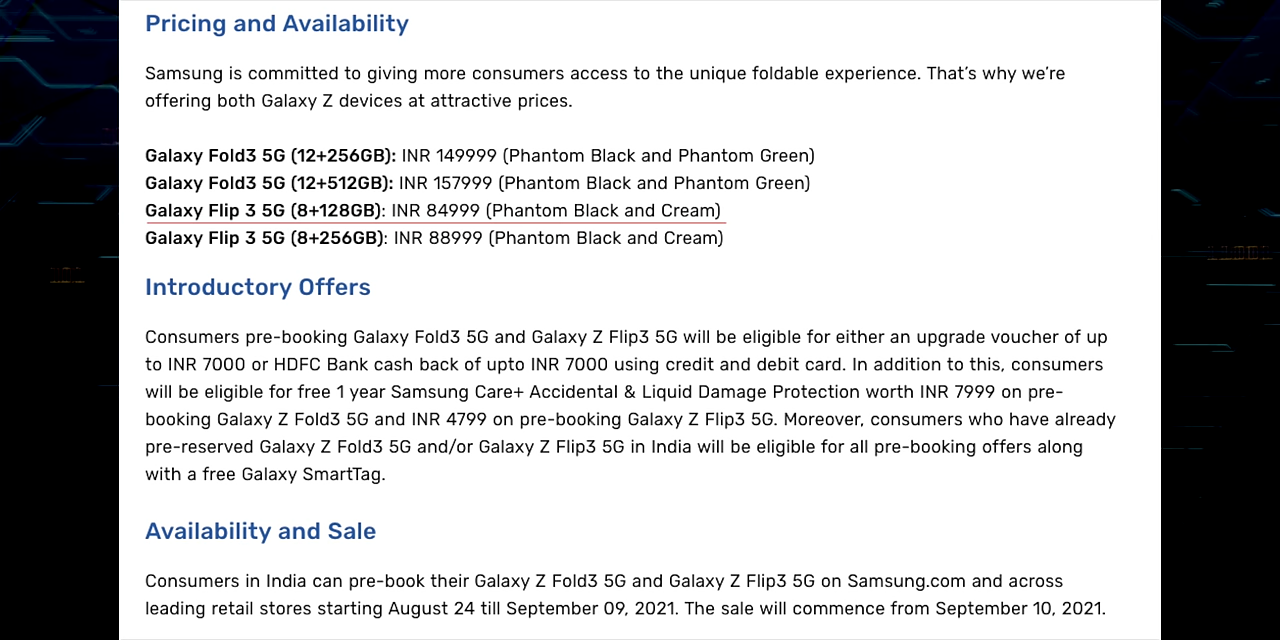 Pricing and Availability
Samsung is committed to giving more consumers access to the unique foldable experience. That’s why we’re
offering both Galaxy Z devices at attractive prices.
Galaxy Fold3 5G (12+256GB): INR 149999 (Phantom Black and Phantom Green)
Galaxy Fold3 5G (12+512GB): INR 157999 (Phantom Black and Phantom Green)
Galaxy Flip 3 5G (8+128GB): INR 84999 (Phantom Black and Cream)
Galaxy Flip 3 5G (8+256GB): INR 88999 (Phantom Black and Cream)
Introductory Offers
Consumers pre-booking Galaxy Fold3 5G and Galaxy Z Flip3 5G will be eligible for either an upgrade voucher of up
to INR 7000 or HDFC Bank cash back of upto INR 7000 using credit and debit card. In addition to this, consumers
will be eligible for free 1 year Samsung Care+ Accidental & Liquid Damage Protection worth INR 7999 on pre-
booking Galaxy Z Fold3 5G and INR 4799 on pre-booking Galaxy Z Flip3 5G. Moreover, consumers who have already
pre-reserved Galaxy Z Fold3 5G and/or Galaxy Z Flip3 5G in India will be eligible for all pre-booking offers along
with a free Galaxy SmartTag.
Availability and Sale
Consumers in India can pre-book their Galaxy Z Fold3 5G and Galaxy Z Flip3 5G on Samsung.com and across
leading retail stores starting August 24 till September 09, 2021. The sale will commence from September 10, 2021.